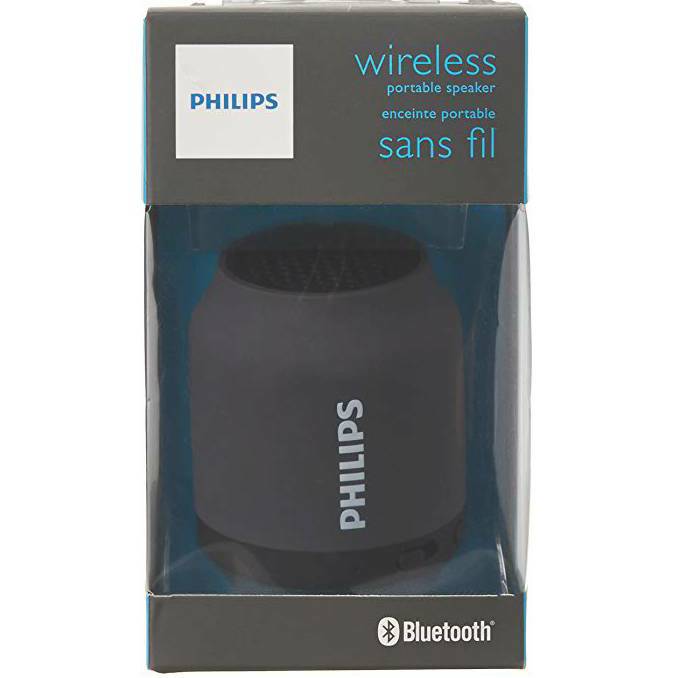 PHILIPS
wireless
portable speaker
enceinte portable
sans fil
PHILIPS
Bluetooth®